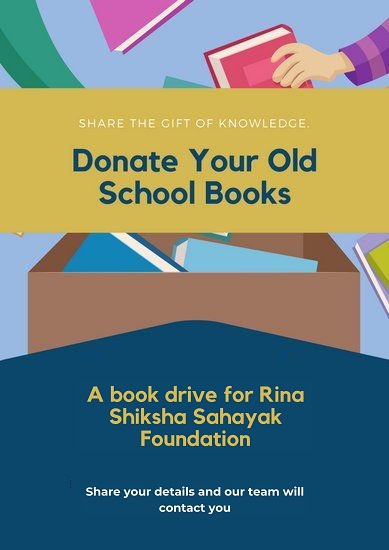 SHARE THE GIFT OF KNOWLEDGE.
Donate Your Old
School Books
A book drive for Rina
Shiksha Sahayak
Foundation
Share your details and our team will
contact you